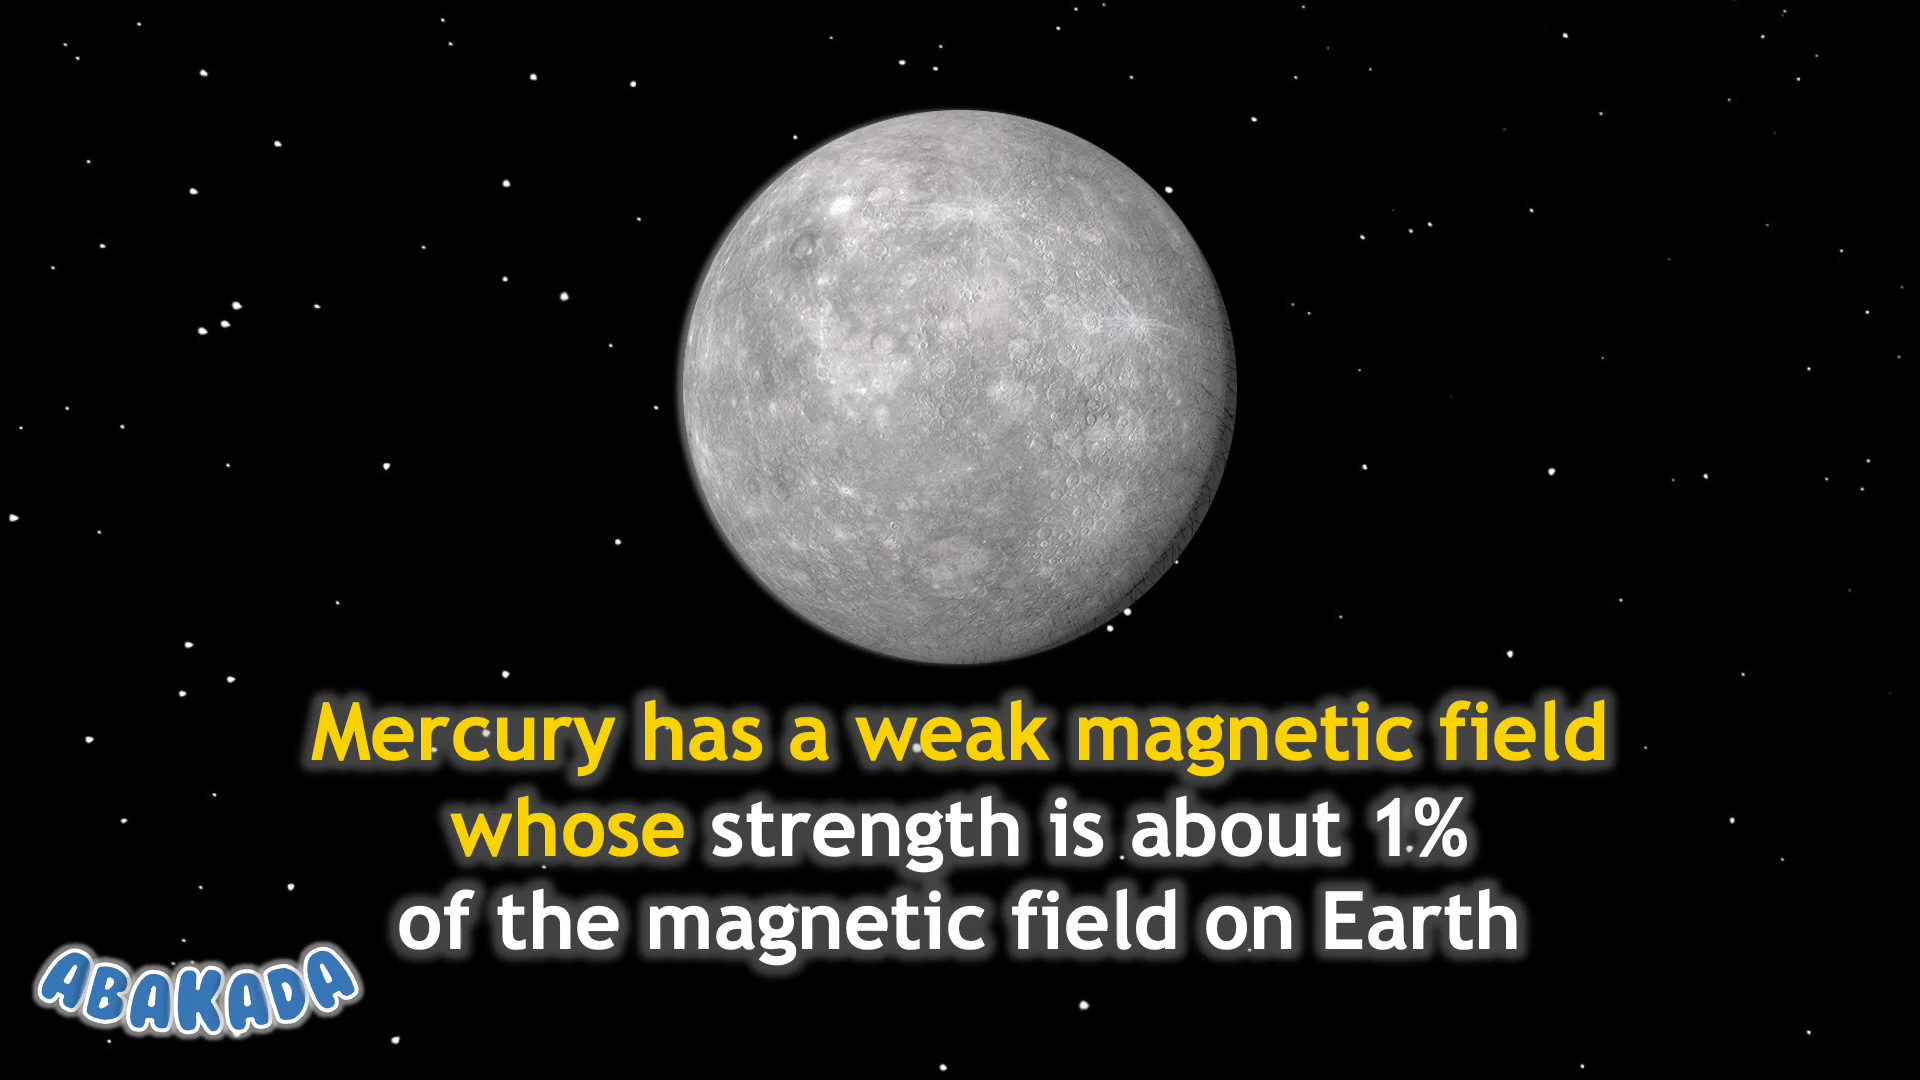 Mercury has a weak magnetic field
whose strength is about 1%
of the magnetic field on Earth
ABAKADA